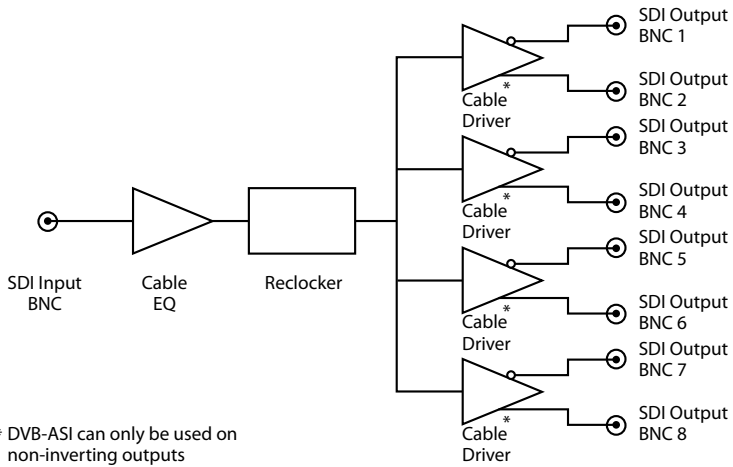 SDI Output
BNC 1
*
Cable
Driver
SDI Output
BNC 2
SDI Output
BNC 3
*
Cable
Driver
SDI Output
BNC 4
SDI Input
BNC
Cable
EQ
Reclocker
SDI Output
BNC 5
*
Cable
Driver
SDI Output
BNC 6
SDI Output
BNC 7
*
Cable
Driver
SDI Output
BNC 8
* DVB-ASI can only be used on
non-inverting outputs